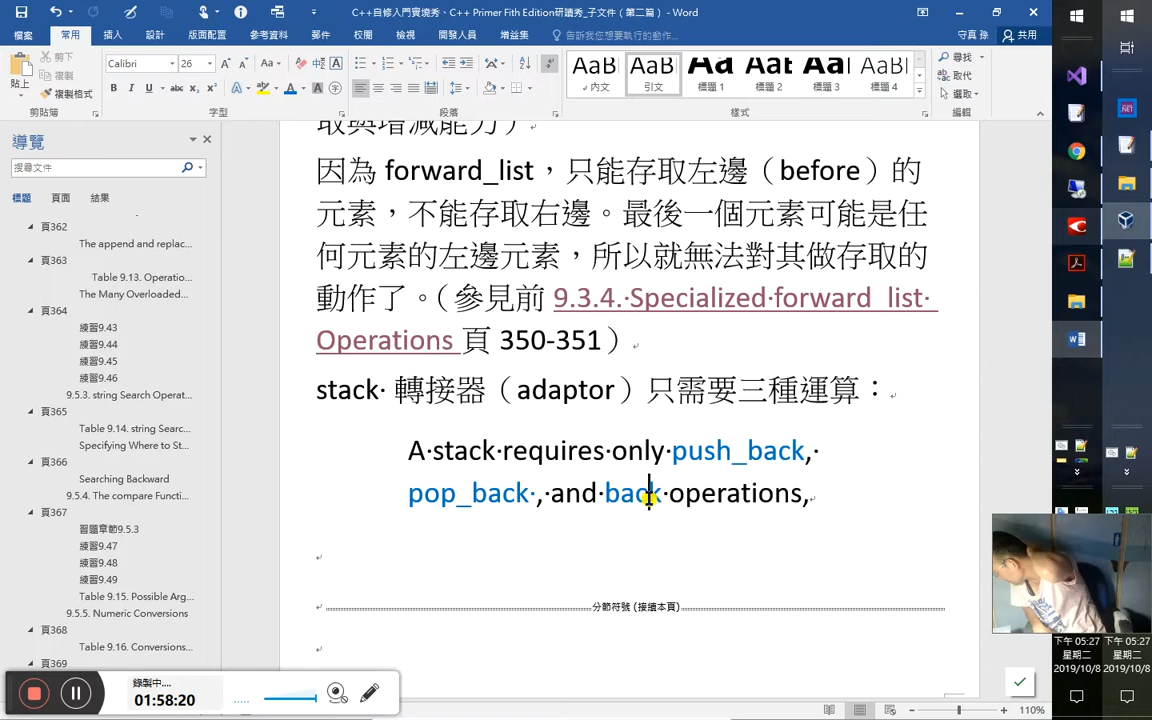 C++自修入門實境秀、C++ Primer Fith Edition研讀秀_子文件（第二篇） - Word
檔案 常用 插入 設計 版面配置 參考資料 郵件 校閱 檢視 開發人員 增益集 告訴我您想要執行的動作... 守真 孫 共用
貼上 剪下 複製 複製格式 剪貼簿
Calibri 26 字型
段落
AaB 內文 AaB 引文 Aa 標題 1 AaB 標題 2 AaB 標題 3 AaB( 標題 4 樣式
尋找 取代 選取 編輯
導覽
搜尋文件
標題 頁面 結果
頁362
The append and replac...
頁363
Table 9.13. Operatio...
The Many Overloaded...
頁364
練習9.43
練習9.44
練習9.45
練習9.46
9.5.3. string Search Operat...
頁365
Table 9.14. string Searc...
Specifying Where to St...
頁366
Searching Backward
9.5.4. The compare Functi...
頁367
習題章節9.5.3
練習9.47
練習9.48
練習9.49
Table 9.15. Possible Arg...
9.5.5. Numeric Conversions
頁368
Table 9.16. Conversions...
頁369
取與增減能力）
因為 forward_list，只能存取左邊（before）的
元素，不能存取右邊。最後一個元素可能是任
何元素的左邊元素，所以就無法對其做存取的
動作了。（參見前 9.3.4. Specialized forward_list
Operations 頁 350-351）
stack 轉接器（adaptor）只需要三種運算：
A stack requires only push_back,
pop_back , and back operations,
分節符號 (接續本頁)
錄製中...
01:58:20
下午 05:27
星期二
2019/10/8
下午 05:27
星期二
2019/10/8
110%